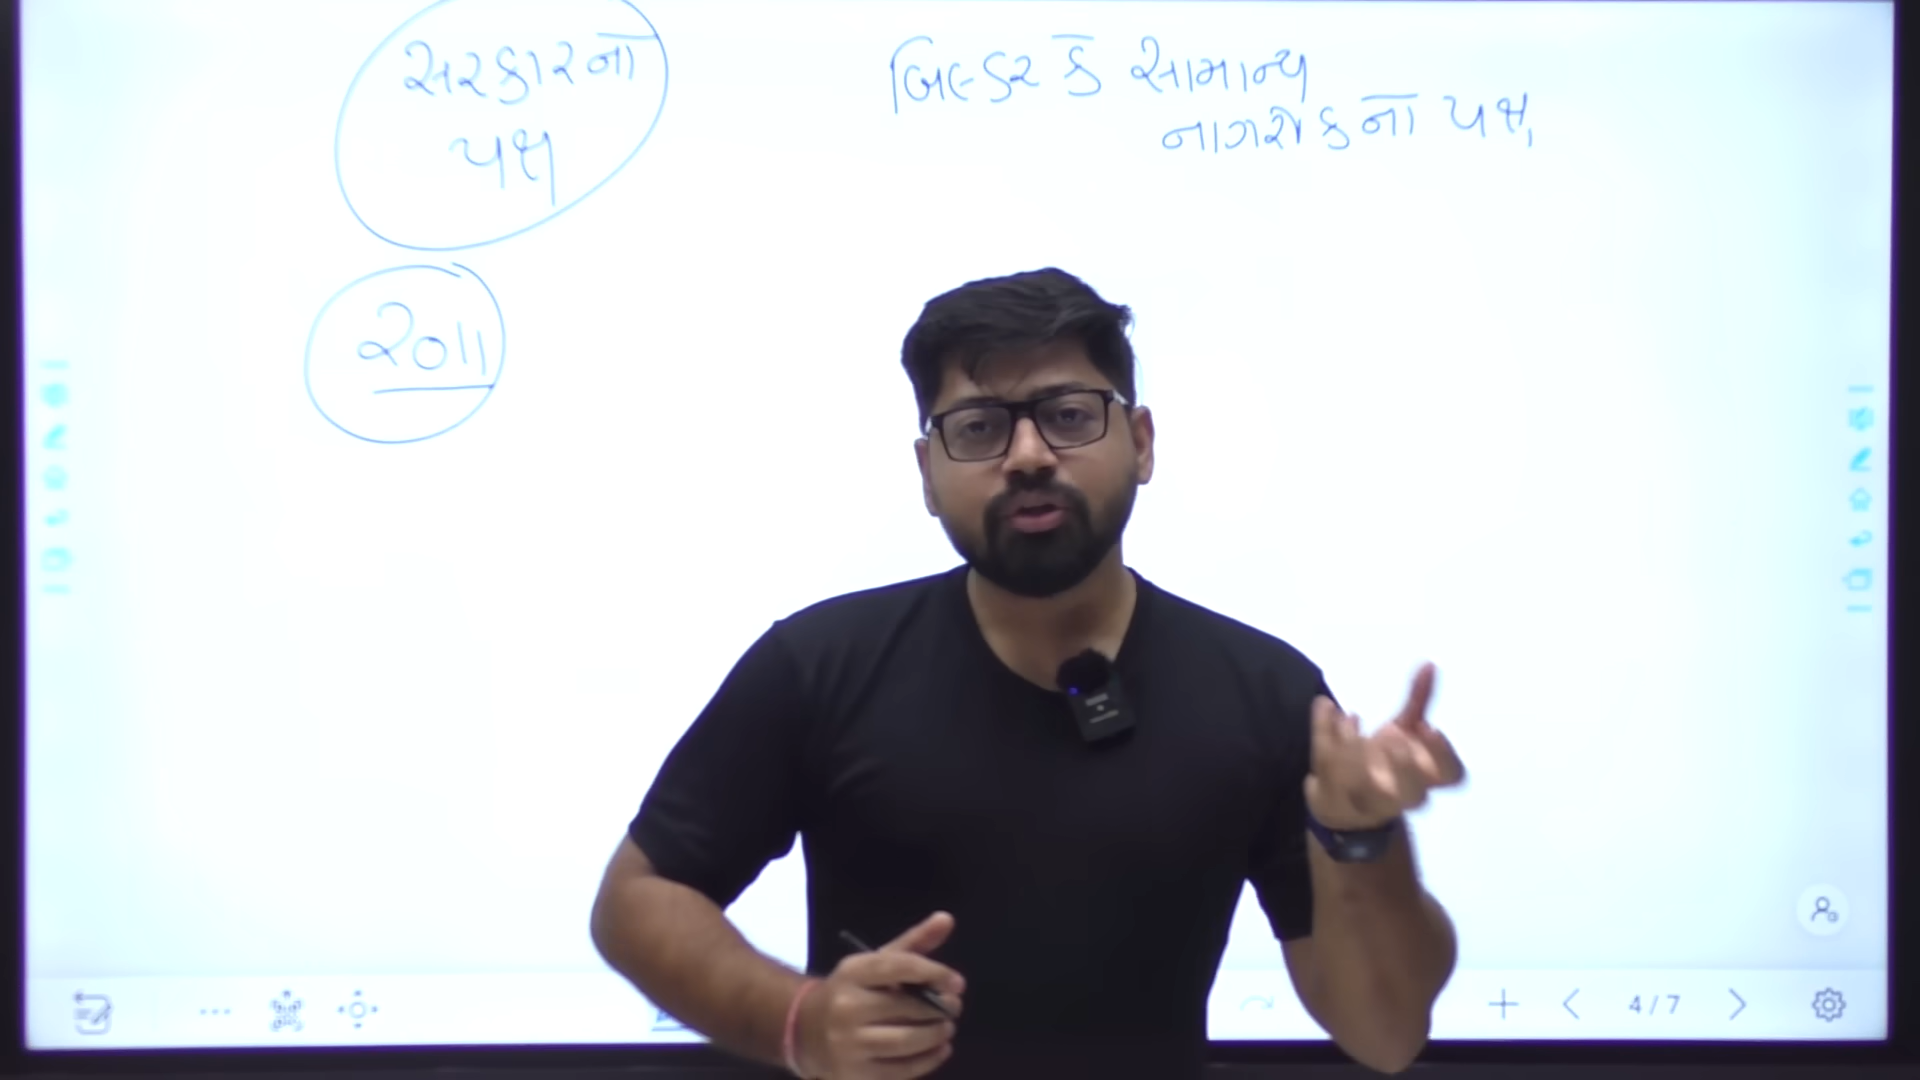 સરકારનો
પક્ષ
બિલ્ડર કે સામાન્ય
નાગરિકનો પક્ષ
૨૦૧૧
4/7